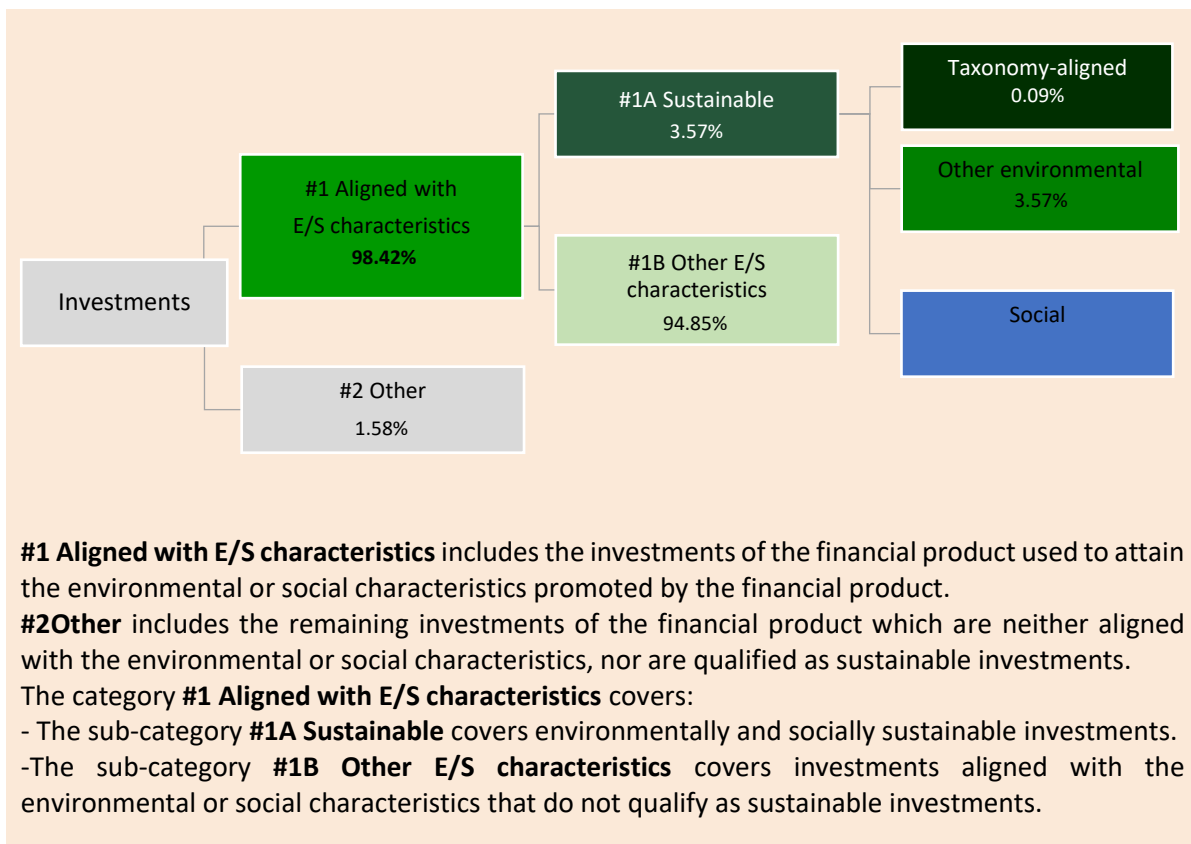 Investments
#1 Aligned with
E/S characteristics
98.42%
#2 Other
1.58%
#1A Sustainable
3.57%
#1B Other E/S
characteristics
94.85%
Taxonomy-aligned
0.09%
Other environmental
3.57%
Social
#1 Aligned with E/S characteristics includes the investments of the financial product used to attain
the environmental or social characteristics promoted by the financial product.
#2Other includes the remaining investments of the financial product which are neither aligned
with the environmental or social characteristics, nor are qualified as sustainable investments.
The category #1 Aligned with E/S characteristics covers:
- The sub-category #1A Sustainable covers environmentally and socially sustainable investments.
-The sub-category #1B Other E/S characteristics covers investments aligned with the
environmental or social characteristics that do not qualify as sustainable investments.